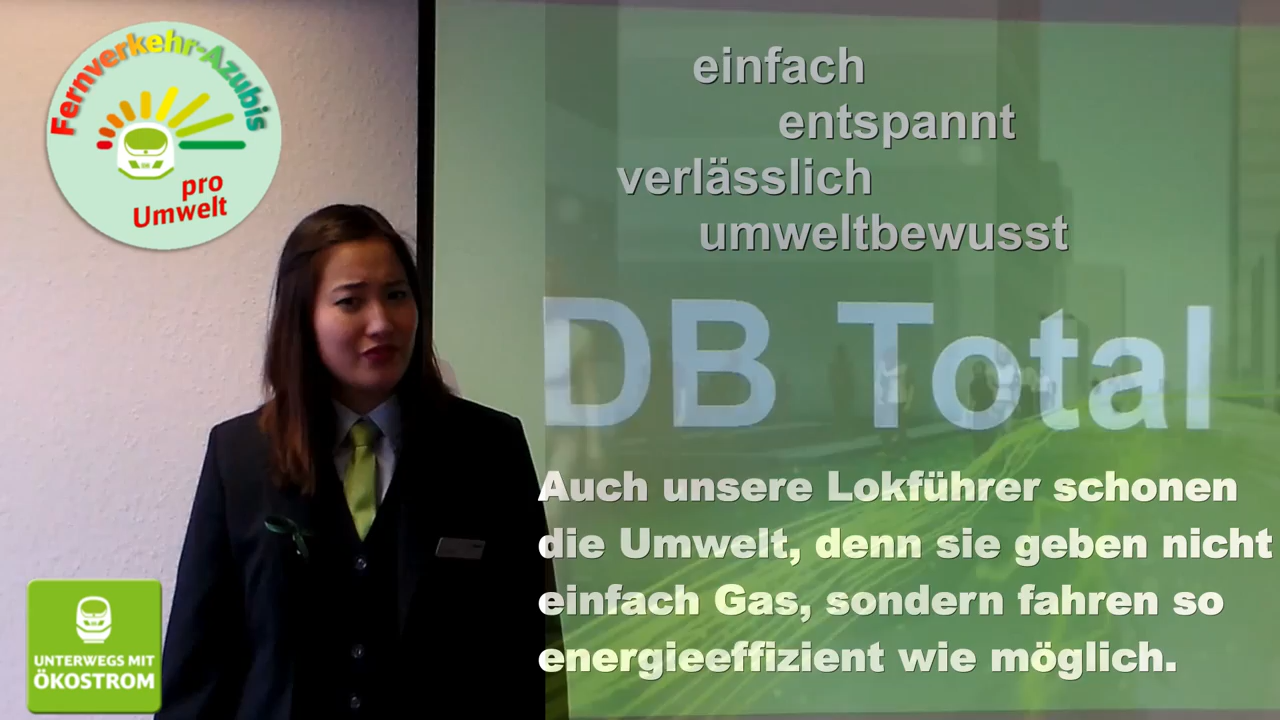 Fernverkehr-Azubis
pro
Umwelt
einfach
entspannt
verlässlich
umweltbewusst
DB Total
Auch unsere Lokführer schonen
die Umwelt, denn sie geben nicht
einfach Gas, sondern fahren so
energieeffizient wie möglich.
UNTERWEGS MIT
ÖKOSTROM